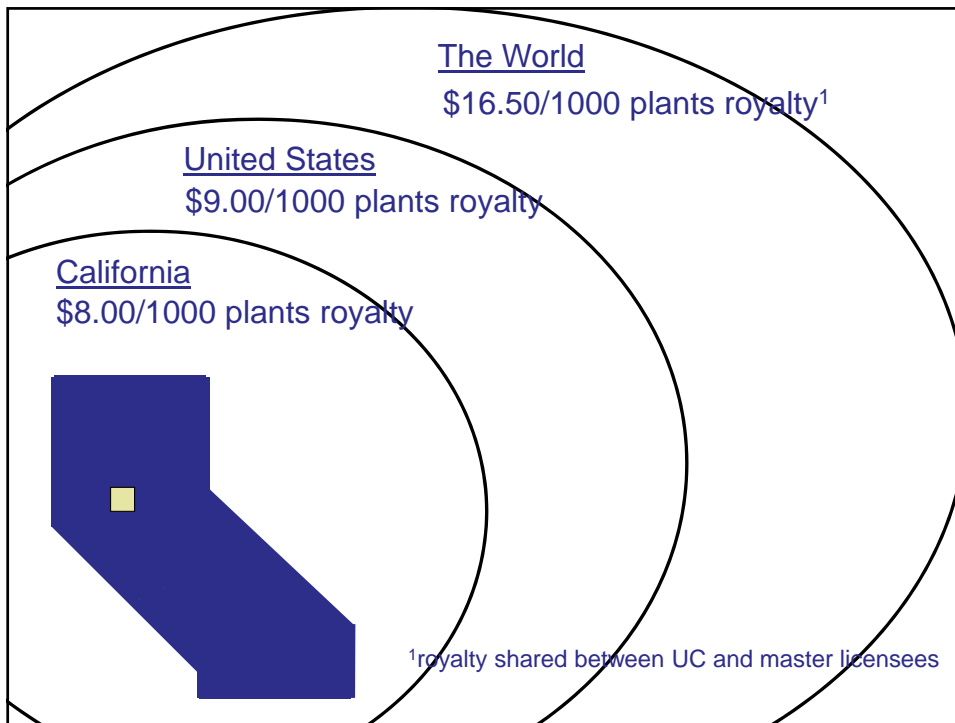 The World
$16.50/1000 plants royalty¹
United States
$9.00/1000 plants royalty
California
$8.00/1000 plants royalty
¹royalty shared between UC and master licensees